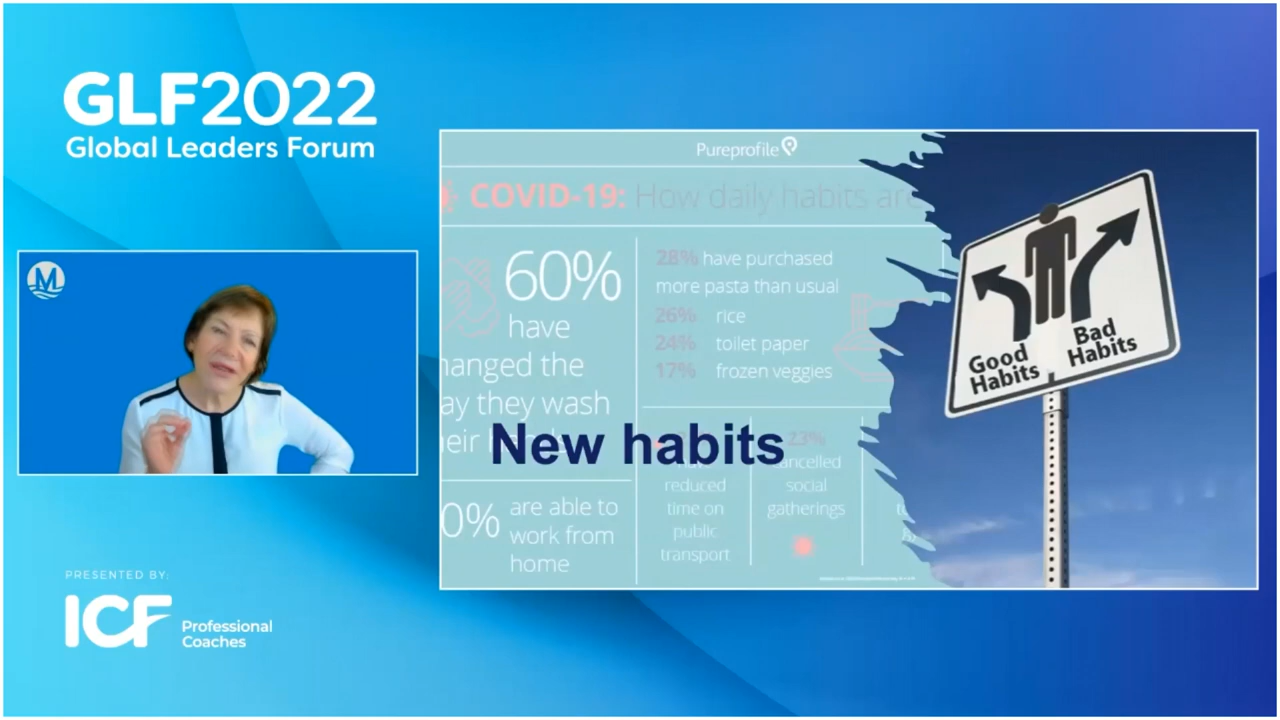 GLF2022
Global Leaders Forum
M
PRESENTED BY:
ICF Professional
Coaches
Pureprofile
COVID-19: How daily habits are
60%
have
hanged the
ay they wash
heir
28% have purchased
more pasta than usual
26% rice
24% toilet paper
17% frozen veggies
New habits
0% are able to
work from
home
reduced
time on
public
transport
23%
cancelled
social
gatherings
Good
Habits
Bad
Habits